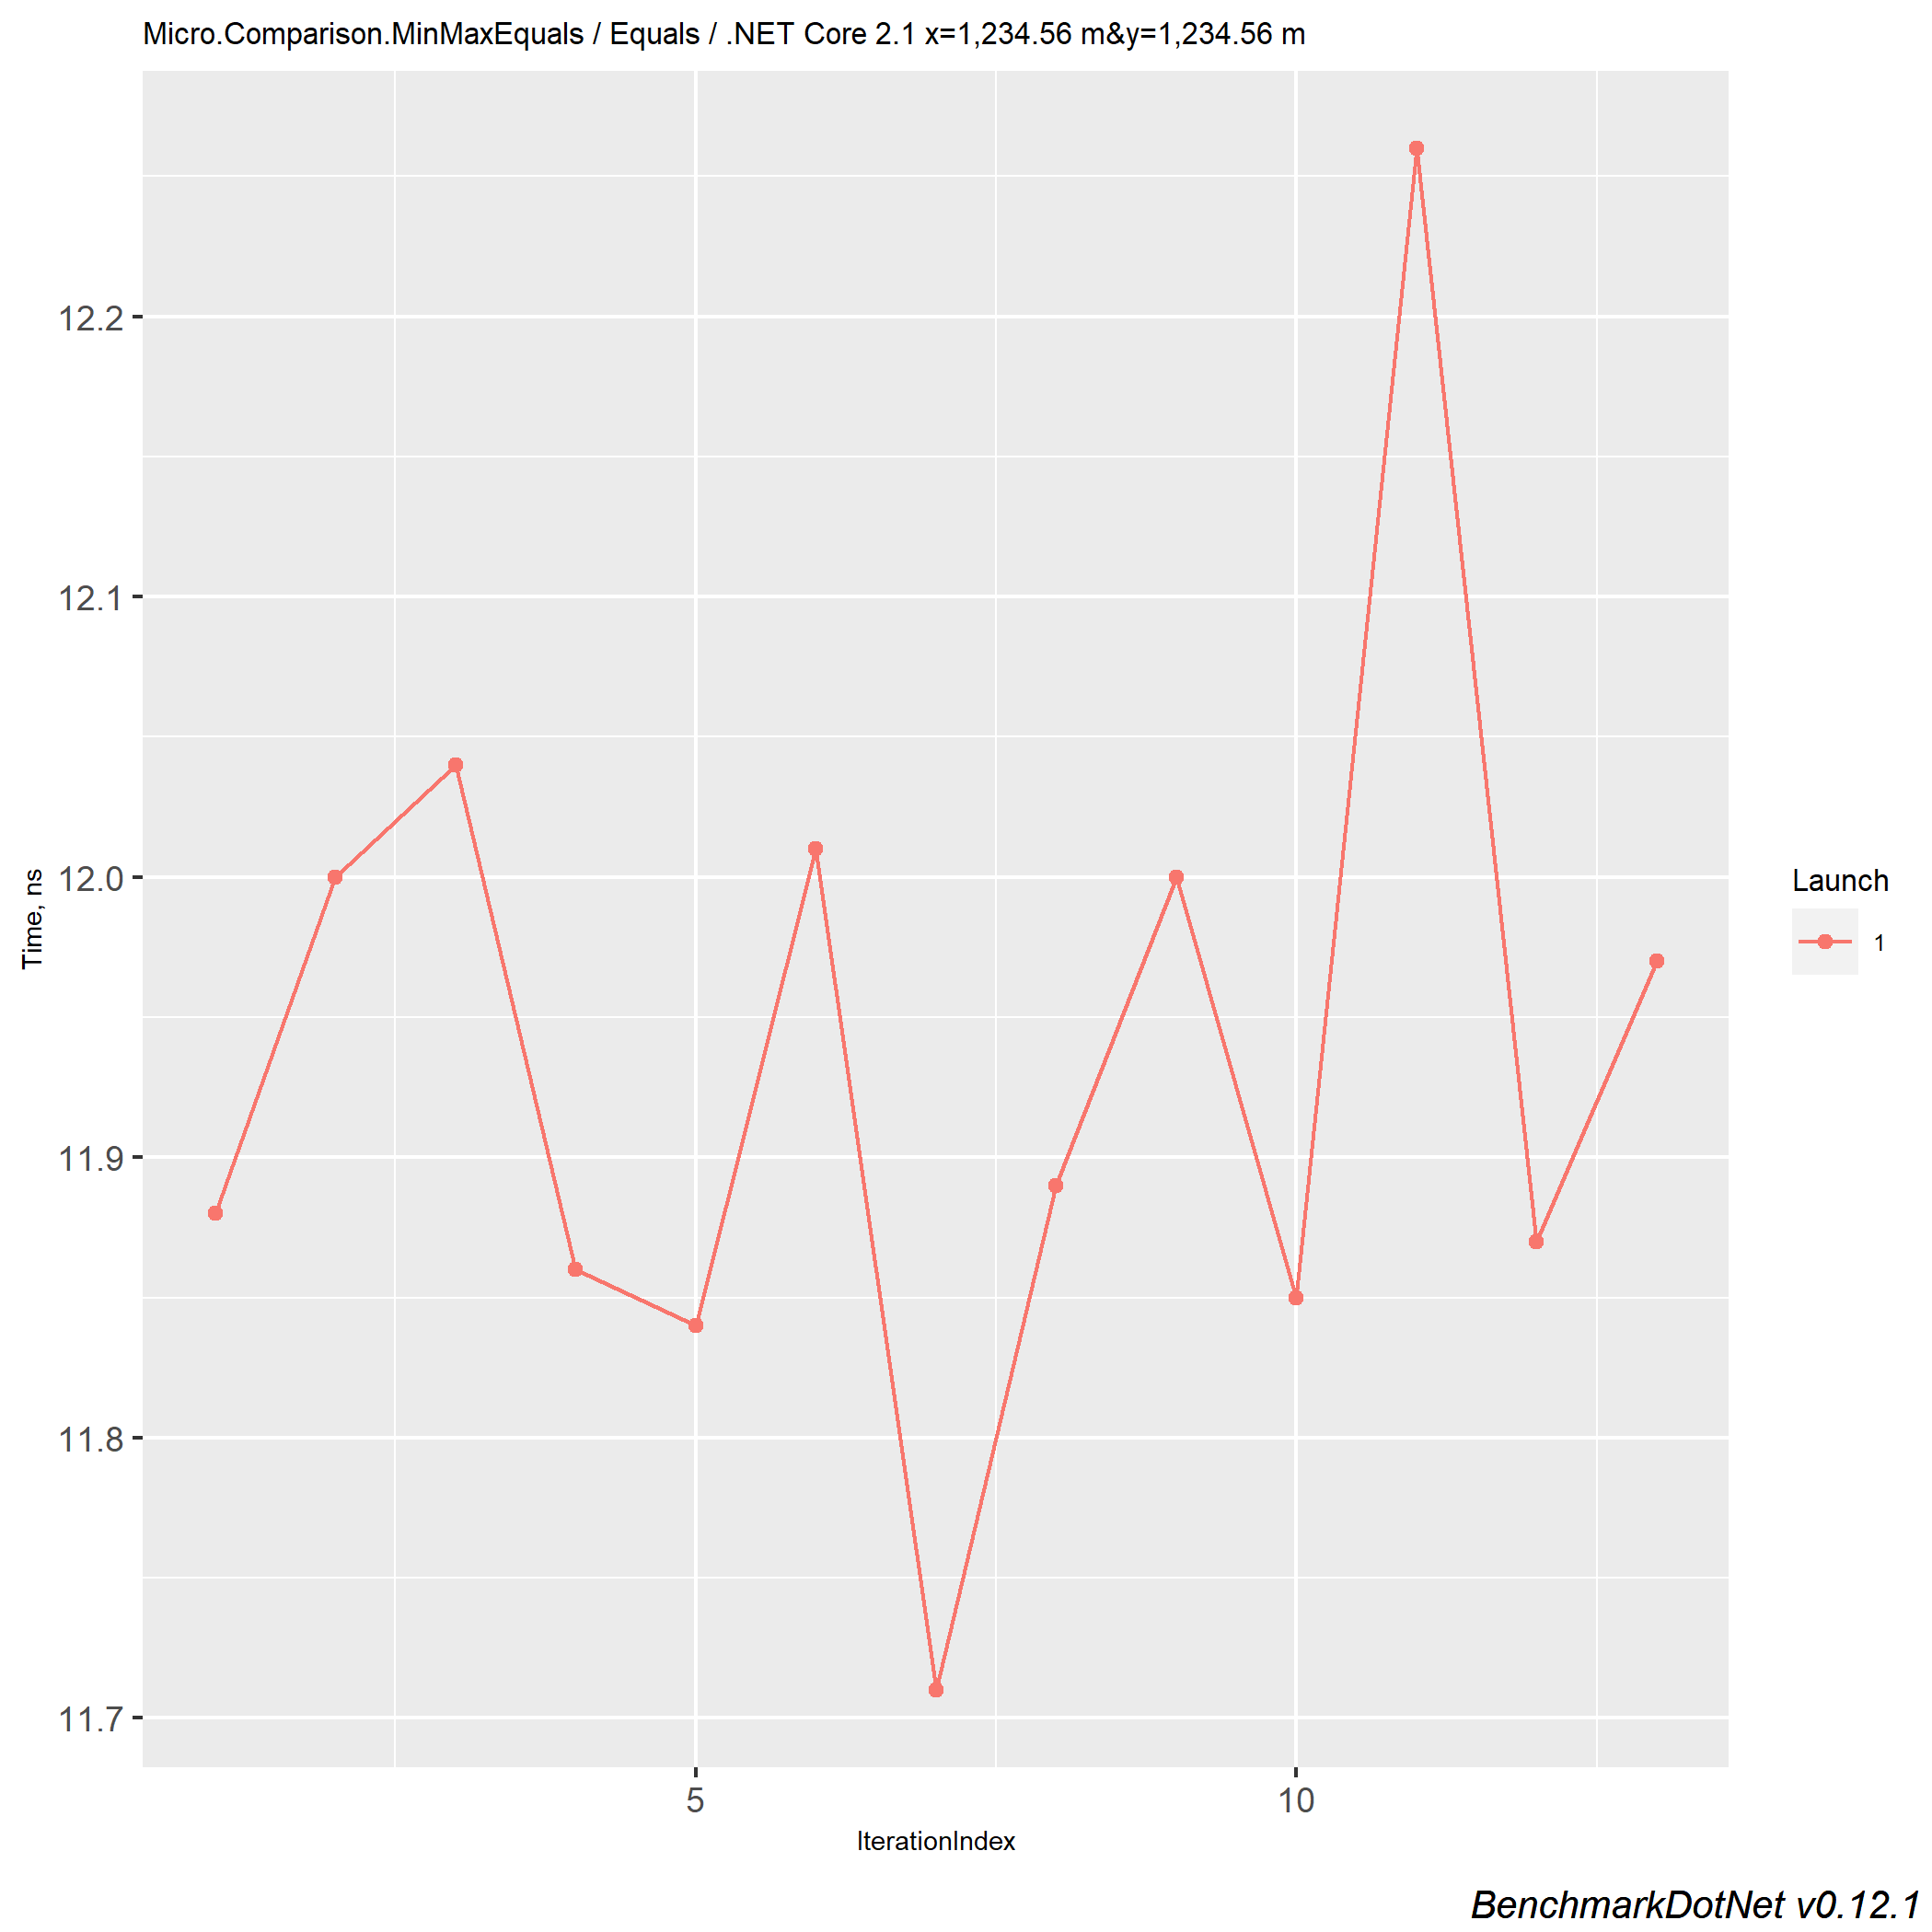 Micro.Comparison.MinMaxEquals / Equals / .NET Core 2.1 x=1,234.56 m&y=1,234.56 m
12.2
12.1
12.0
11.9
11.8
11.7
Time, ns
5
10
IterationIndex
Launch
1
BenchmarkDotNet v0.12.1